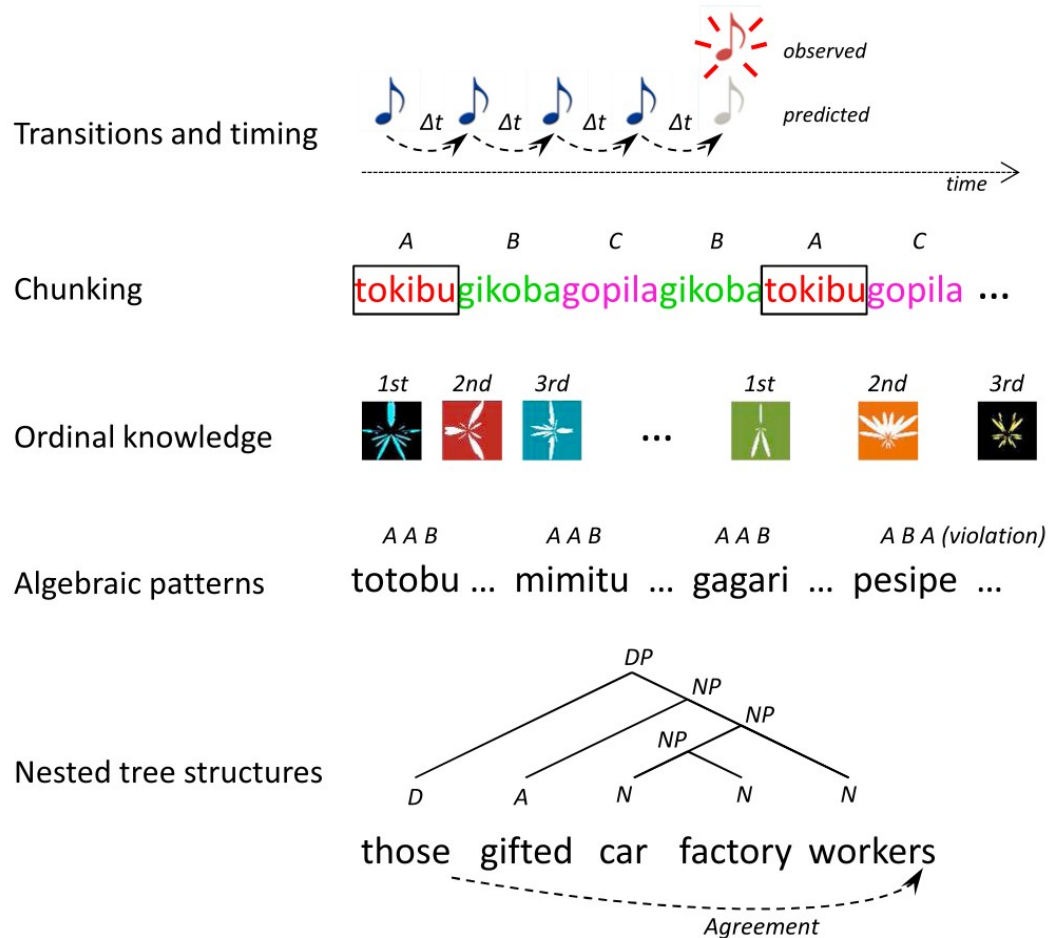 observed
Δt Δt Δt Δt predicted
Transitions and timing
time
A B C B A C
Chunking tokibugikobagopilagikobatokibugopila ...
1st 2nd 3rd 1st 2nd 3rd
Ordinal knowledge ...
A A B A A B A A B A B A (violation)
Algebraic patterns totobu ... mimitu ... gagari ... pesipe ...
DP
NP
NP
NP
Nested tree structures
D A N N N
those gifted car factory workers
Agreement